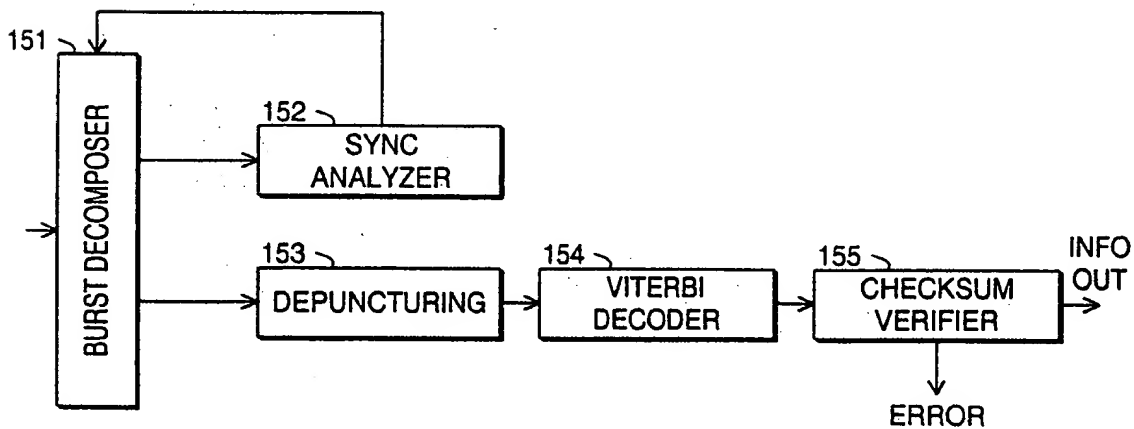 151
BURST DECOMPOSER
152
SYNC
ANALYZER
153
DEPUNCTURING
154
VITERBI
DECODER
155
CHECKSUM
VERIFIER
INFO
OUT
ERROR